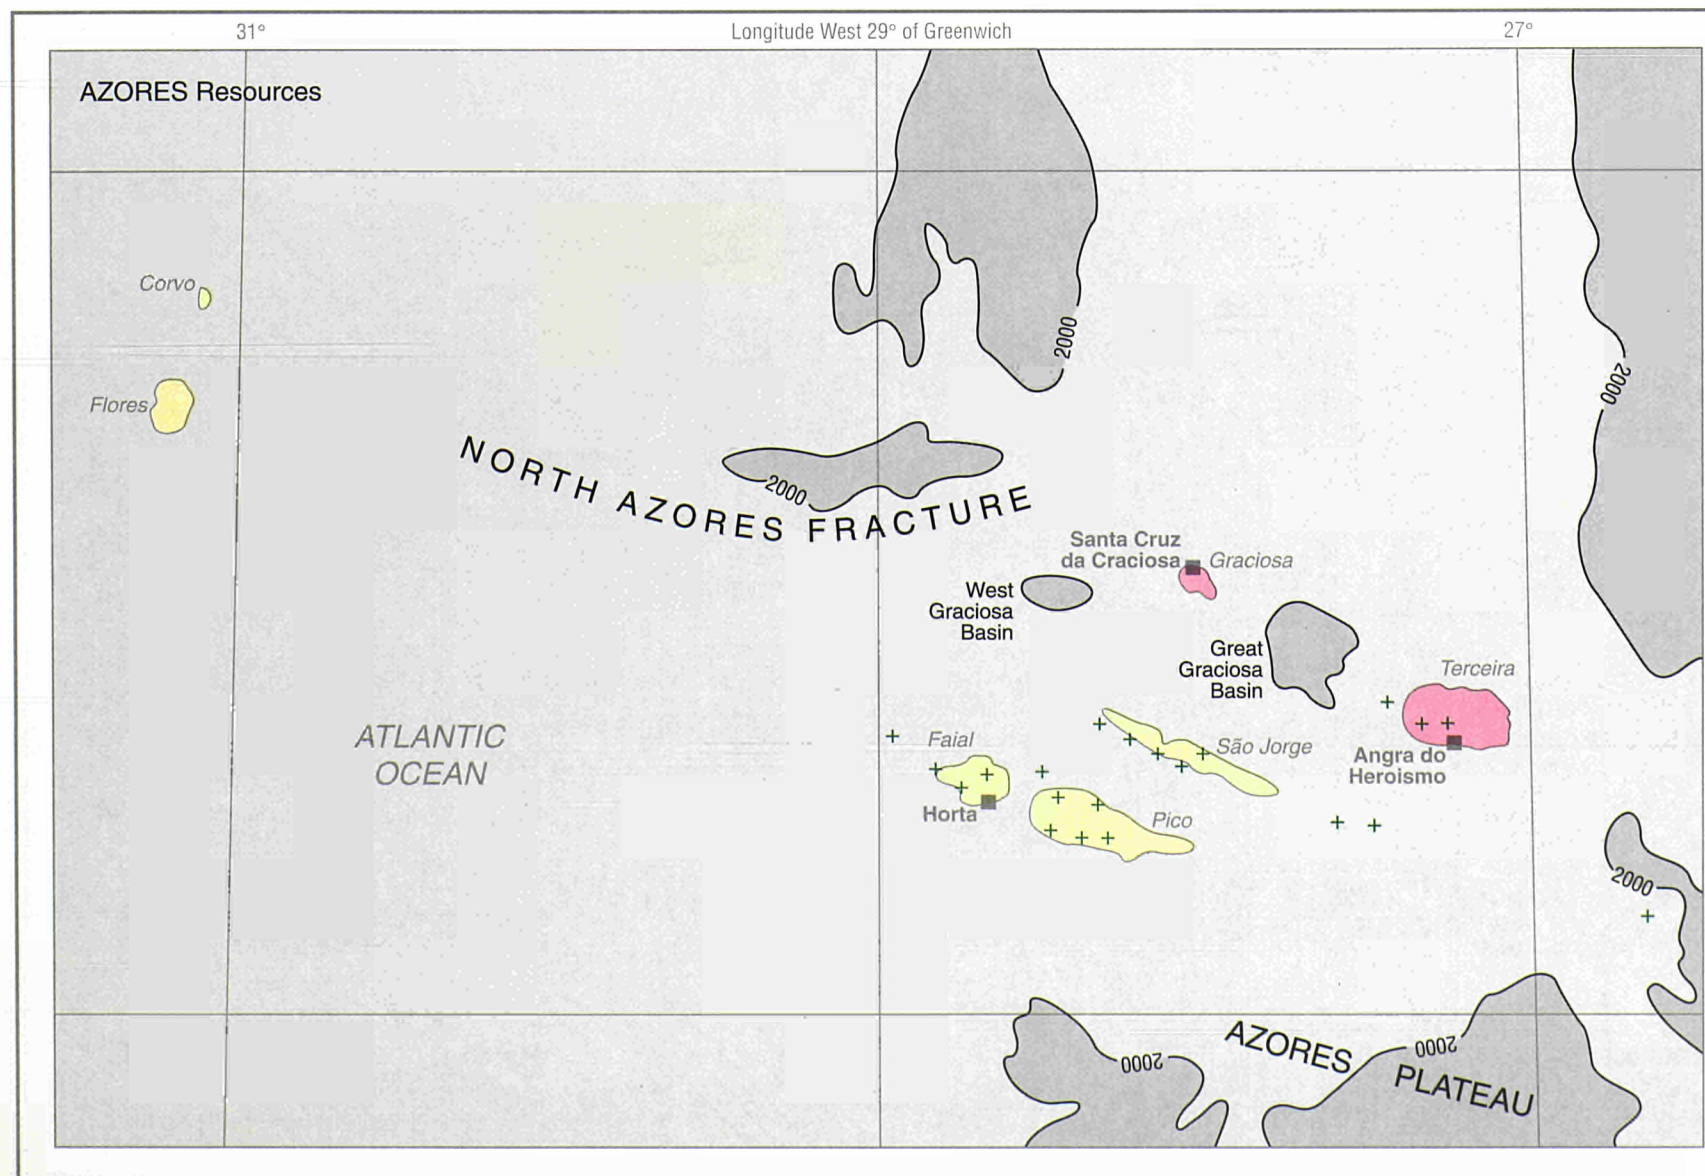 31°
Longitude West 29° of Greenwich
27°
AZORES Resources
Corvo
2000
2000
Flores
NORTH AZORES FRACTURE
2000
Santa Cruz
da Craciosa
Graciosa
West
Graciosa
Basin
Great
Graciosa
Basin
Terceira
ATLANTIC
OCEAN
Faial
São Jorge
Angra do
Heroismo
Horta
Pico
2000
AZORES
PLATEAU
2000
2000